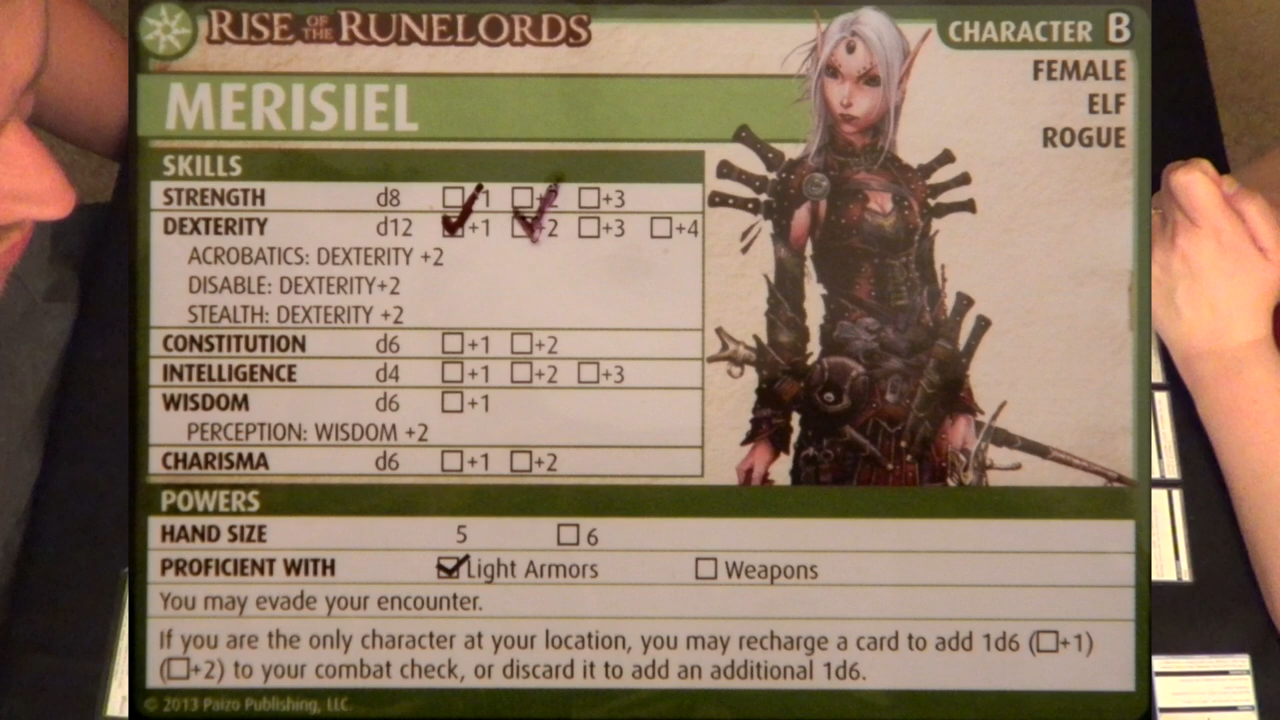 RISE OF THE RUNELORDS
CHARACTER B
FEMALE
ELF
ROGUE
MERISIEL
SKILLS
STRENGTH d8 □+1 □+2 □+3
DEXTERITY d12 ☑+1 ☑+2 □+3 □+4
ACROBATICS: DEXTERITY +2
DISABLE: DEXTERITY+2
STEALTH: DEXTERITY +2
CONSTITUTION d6 □+1 □+2
INTELLIGENCE d4 □+1 □+2 □+3
WISDOM d6 □+1
PERCEPTION: WISDOM +2
CHARISMA d6 □+1 □+2
POWERS
HAND SIZE 5 □ 6
PROFICIENT WITH ☑ Light Armors □ Weapons
You may evade your encounter.
If you are the only character at your location, you may recharge a card to add 1d6 (□+1)
(□+2) to your combat check, or discard it to add an additional 1d6.
© 2013 Paizo Publishing, LLC.